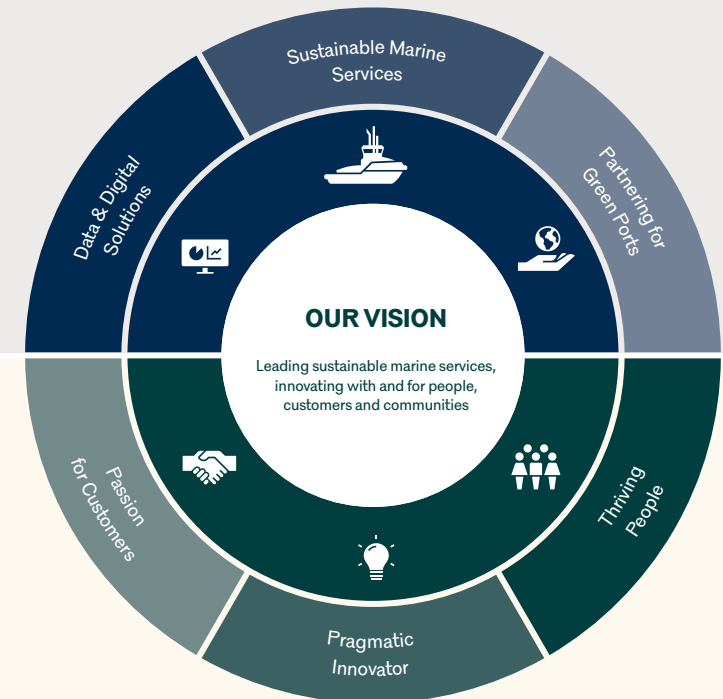 Sustainable Marine
Services
Data & Digital
Solutions
Partnering for
Green Ports
OUR VISION
Leading sustainable marine services,
innovating with and for people,
customers and communities
Passion
for Customers
Thriving
People
Pragmatic
Innovator